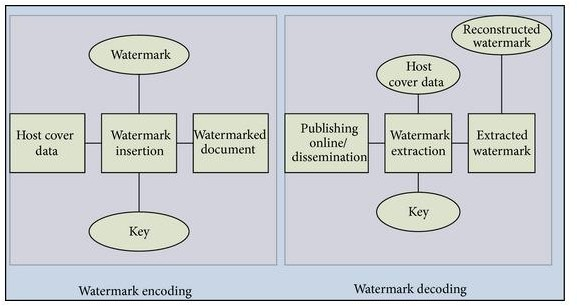 Watermark
Host cover
data
Watermark
insertion
Watermarked
document
Key
Watermark encoding
Reconstructed
watermark
Host
cover data
Publishing
online/
dissemination
Watermark
extraction
Extracted
watermark
Key
Watermark decoding